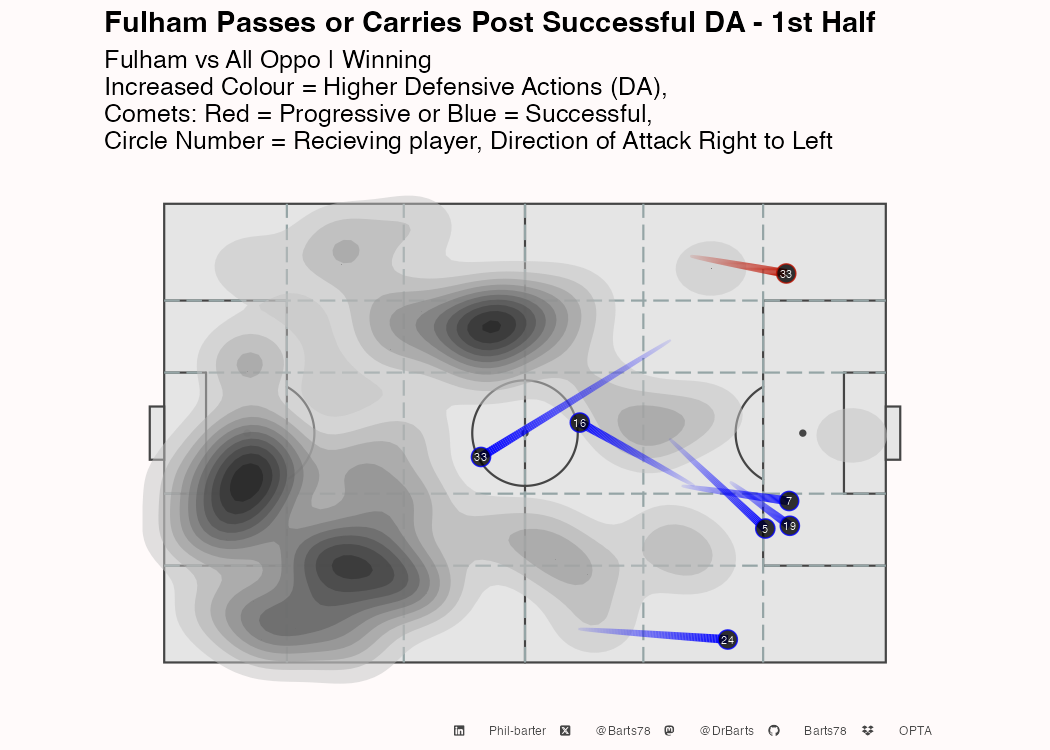 Fulham Passes or Carries Post Successful DA - 1st Half
Fulham vs All Oppo | Winning
Increased Colour = Higher Defensive Actions (DA),
Comets: Red = Progressive or Blue = Successful,
Circle Number = Recieving player, Direction of Attack Right to Left
33
16
33
7
19
5
24
Phil-barter @Barts78 @DrBarts Barts78 OPTA